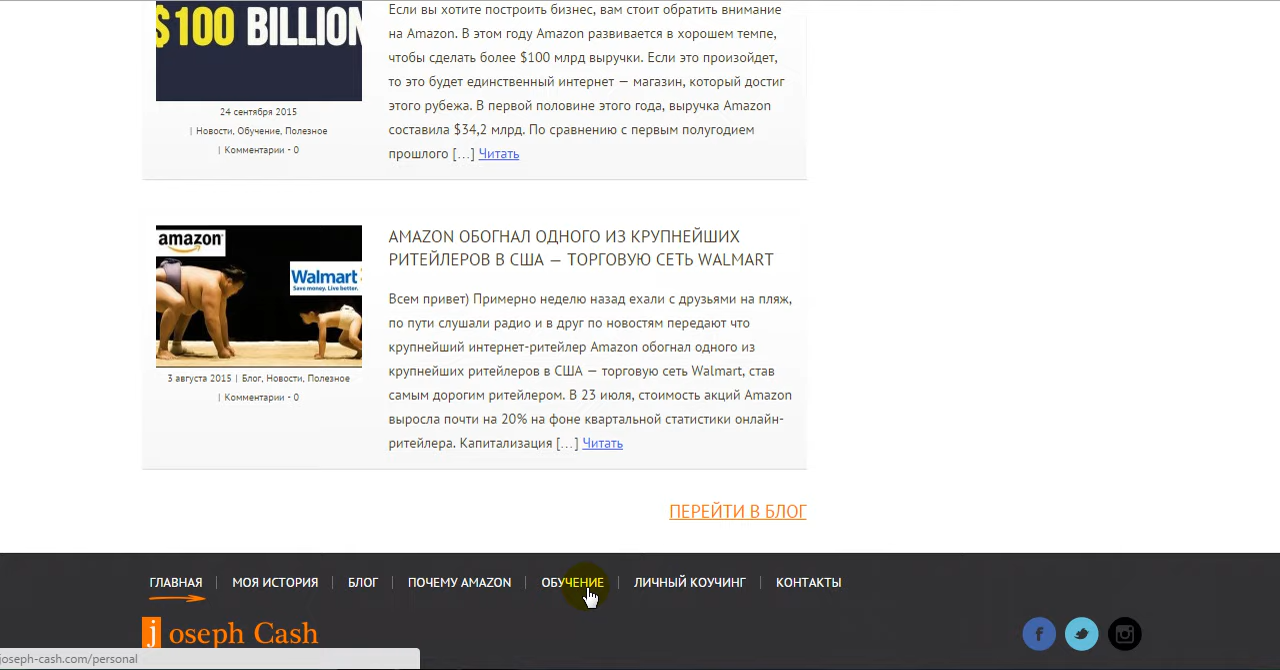 $100 BILLION
24 сентября 2015
| Новости, Обучение, Полезное
| Комментарии - 0
Если вы хотите построить бизнес, вам стоит обратить внимание
на Amazon. В этом году Amazon развивается в хорошем темпе,
чтобы сделать более $100 млрд выручки. Если это произойдет,
то это будет единственный интернет — магазин, который достиг
этого рубежа. В первой половине этого года, выручка Amazon
составила $34,2 млрд. По сравнению с первым полугодием
прошлого [...] Читать
amazon
Walmart
Save money. Live better.
3 августа 2015 | Блог, Новости, Полезное
| Комментарии - 0
AMAZON ОБОГНАЛ ОДНОГО ИЗ КРУПНЕЙШИХ
РИТЕЙЛЕРОВ В США — ТОРГОВУЮ СЕТЬ WALMART
Всем привет) Примерно неделю назад ехали с друзьями на пляж,
по пути слушали радио и в друг по новостям передают что
крупнейший интернет-ритейлер Amazon обогнал одного из
крупнейших ритейлеров в США — торговую сеть Walmart, став
самым дорогим ритейлером. В 23 июля, стоимость акций Amazon
выросла почти на 20% на фоне квартальной статистики онлайн-
ритейлера. Капитализация [...] Читать
ПЕРЕЙТИ В БЛОГ
ГЛАВНАЯ | МОЯ ИСТОРИЯ | БЛОГ | ПОЧЕМУ AMAZON | ОБУЧЕНИЕ | ЛИЧНЫЙ КОУЧИНГ | КОНТАКТЫ
joseph Cash
joseph-cash.com/personal